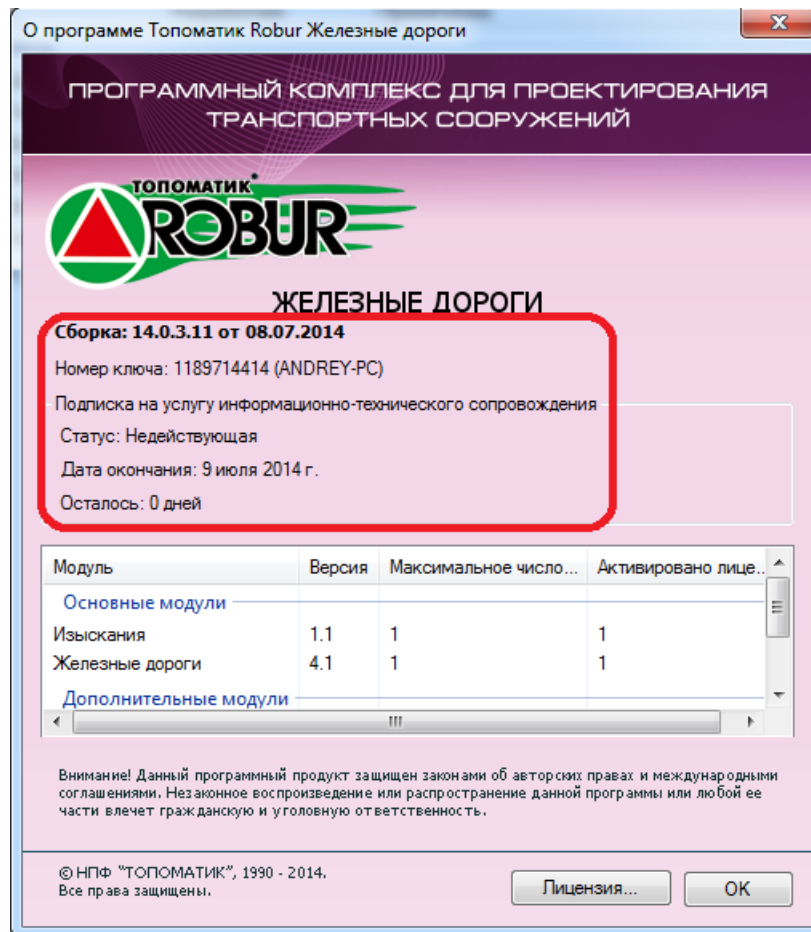 О программе Топоматик Robur Железные дороги
ПРОГРАММНЫЙ КОМПЛЕКС ДЛЯ ПРОЕКТИРОВАНИЯ
ТРАНСПОРТНЫХ СООРУЖЕНИЙ
ТОПОМАТИК
ROBUR
ЖЕЛЕЗНЫЕ ДОРОГИ
Сборка: 14.0.3.11 от 08.07.2014
Номер ключа: 1189714414 (ANDREY-PC)
Подписка на услугу информационно-технического сопровождения
Статус: Недействующая
Дата окончания: 9 июля 2014 г.
Осталось: 0 дней
Модуль Версия Максимальное число... Активировано лице...
Основные модули
Изыскания 1.1 1 1
Железные дороги 4.1 1 1
Дополнительные модули
Внимание! Данный программный продукт защищен законами об авторских правах и международными
соглашениями. Незаконное воспроизведение или распространение данной программы или любой ее
части влечет гражданскую и уголовную ответственность.
© НПФ "ТОПОМАТИК", 1990 - 2014.
Все права защищены.
Лицензия... OK